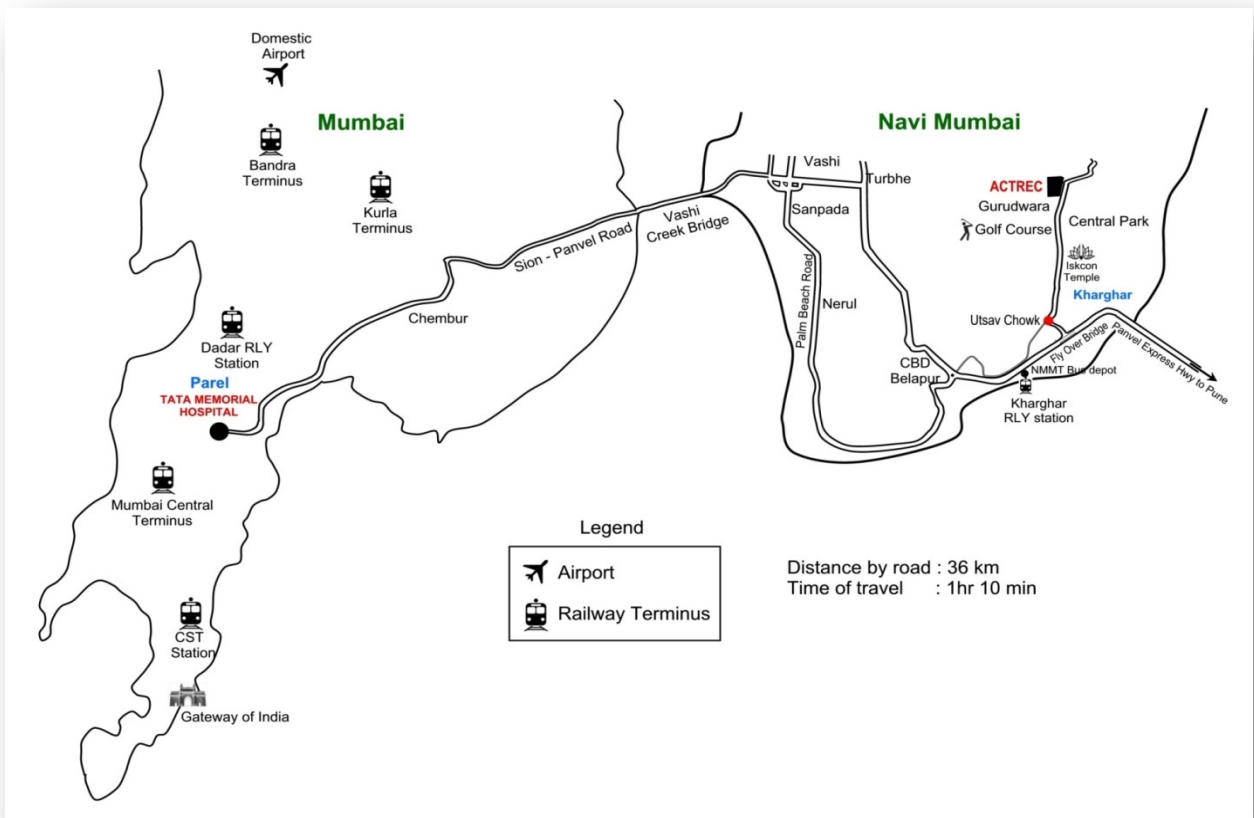 Domestic
Airport
Mumbai
Bandra
Terminus
Kurla
Terminus
Sion - Panvel Road
Vashi
Creek Bridge
Chembur
Dadar RLY
Station
Parel
TATA MEMORIAL
HOSPITAL
Mumbai Central
Terminus
CST
Station
Gateway of India
Navi Mumbai
Vashi
Turbhe
Sanpada
Palm Beach Road
Nerul
CBD
Belapur
ACTREC
Gurudwara
Golf Course
Central Park
Iskcon
Temple
Kharghar
Utsav Chowk
Fly Over Bridge
Panvel Express Hwy to Pune
NMMT Bus depot
Kharghar
RLY station
Legend
Airport
Railway Terminus
Distance by road : 36 km
Time of travel : 1hr 10 min